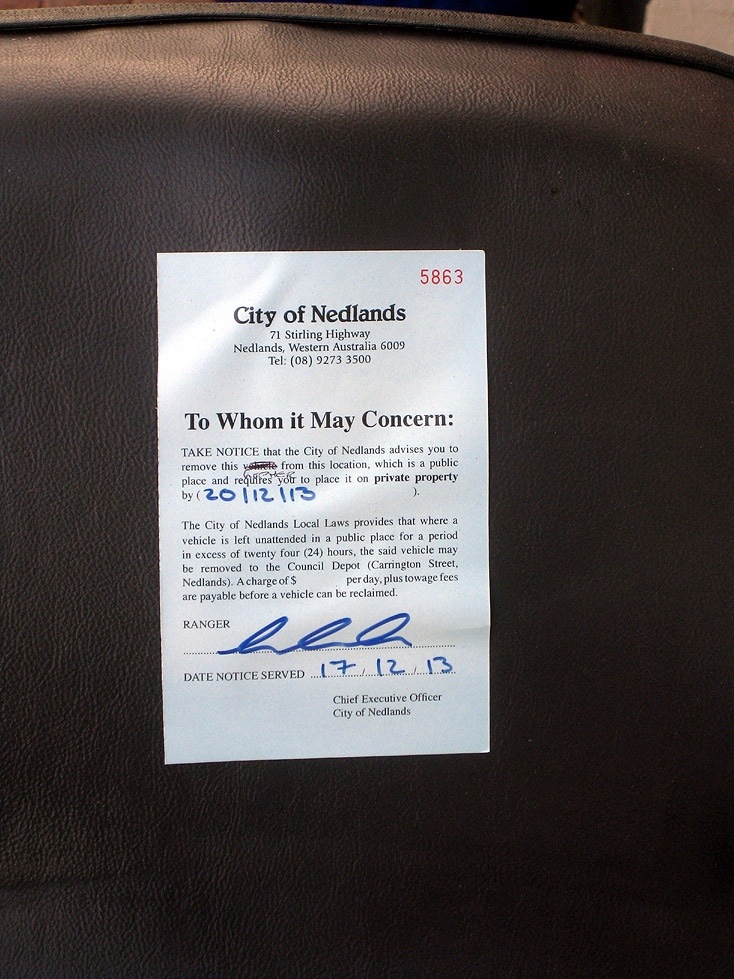 5863
City of Nedlands
71 Stirling Highway
Nedlands, Western Australia 6009
Tel: (08) 9273 3500
To Whom it May Concern:
TAKE NOTICE that the City of Nedlands advises you to
remove this vehicle from this location, which is a public
place and requires you to place it on private property
by ( 20/12/13 ).
The City of Nedlands Local Laws provides that where a
vehicle is left unattended in a public place for a period
in excess of twenty four (24) hours, the said vehicle may
be removed to the Council Depot (Carrington Street,
Nedlands). A charge of $ per day, plus towage fees
are payable before a vehicle can be reclaimed.
RANGER
DATE NOTICE SERVED 17/12/13
Chief Executive Officer
City of Nedlands